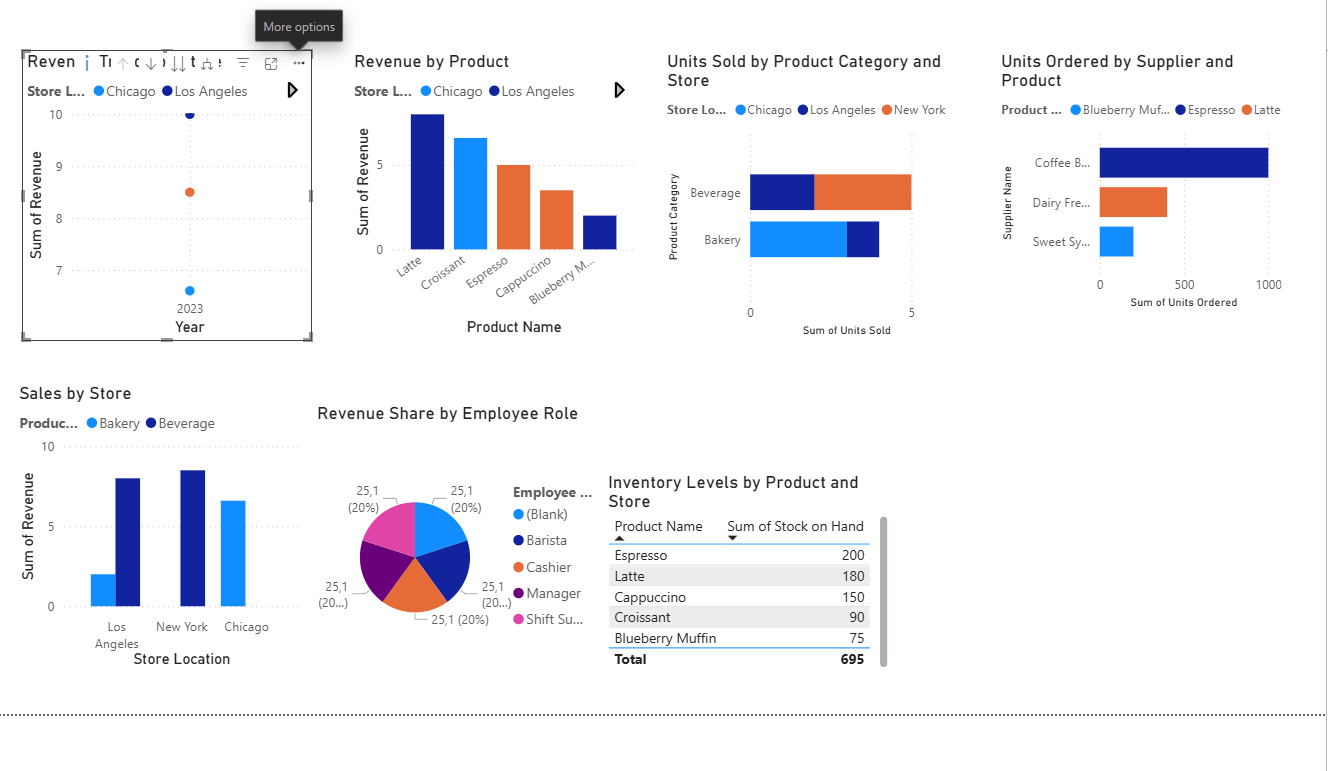 More options
Reven
Store L... Chicago Los Angeles
10
9
8
7
Sum of Revenue
2023
Year
Revenue by Product
Store L... Chicago Los Angeles
5
0
Sum of Revenue
Latte
Croissant
Espresso
Cappuccino
Blueberry M...
Product Name
Units Sold by Product Category and
Store
Store Lo... Chicago Los Angeles New York
Product Category
Beverage
Bakery
0 5
Sum of Units Sold
Units Ordered by Supplier and
Product
Product ... Blueberry Muf... Espresso Latte
Supplier Name
Coffee B...
Dairy Fre...
Sweet Sy...
0 500 1000
Sum of Units Ordered
Sales by Store
Produc... Bakery Beverage
10
5
0
Sum of Revenue
Los
Angeles
New York
Chicago
Store Location
Revenue Share by Employee Role
25,1
(20%)
25,1
(20%)
25,1
(20...)
25,1
(20...)
25,1 (20%)
Employee ...
(Blank)
Barista
Cashier
Manager
Shift Su...
Inventory Levels by Product and
Store
Product Name Sum of Stock on Hand
Espresso 200
Latte 180
Cappuccino 150
Croissant 90
Blueberry Muffin 75
Total 695